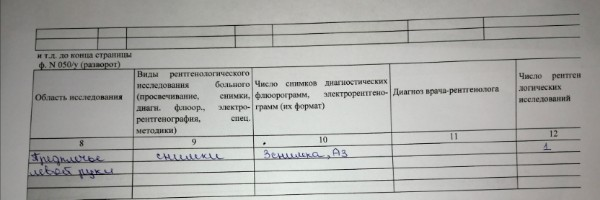 и т.д. до конца страницы
ф. N 050/у (разворот)
Область исследования
Виды рентгенологического
исследования больного
(просвечивание, снимки,
диагн. флюор., электро-
рентгенография, спец.
методики)
Число снимков диагностических
флюорограмм, электрорентгено-
грамм (их формат)
Диагноз врача-рентгенолога
Число рентген
логических
исследований
8 9 10 11 12
Предплечье снимки 3снимка, А3 1
левой руки